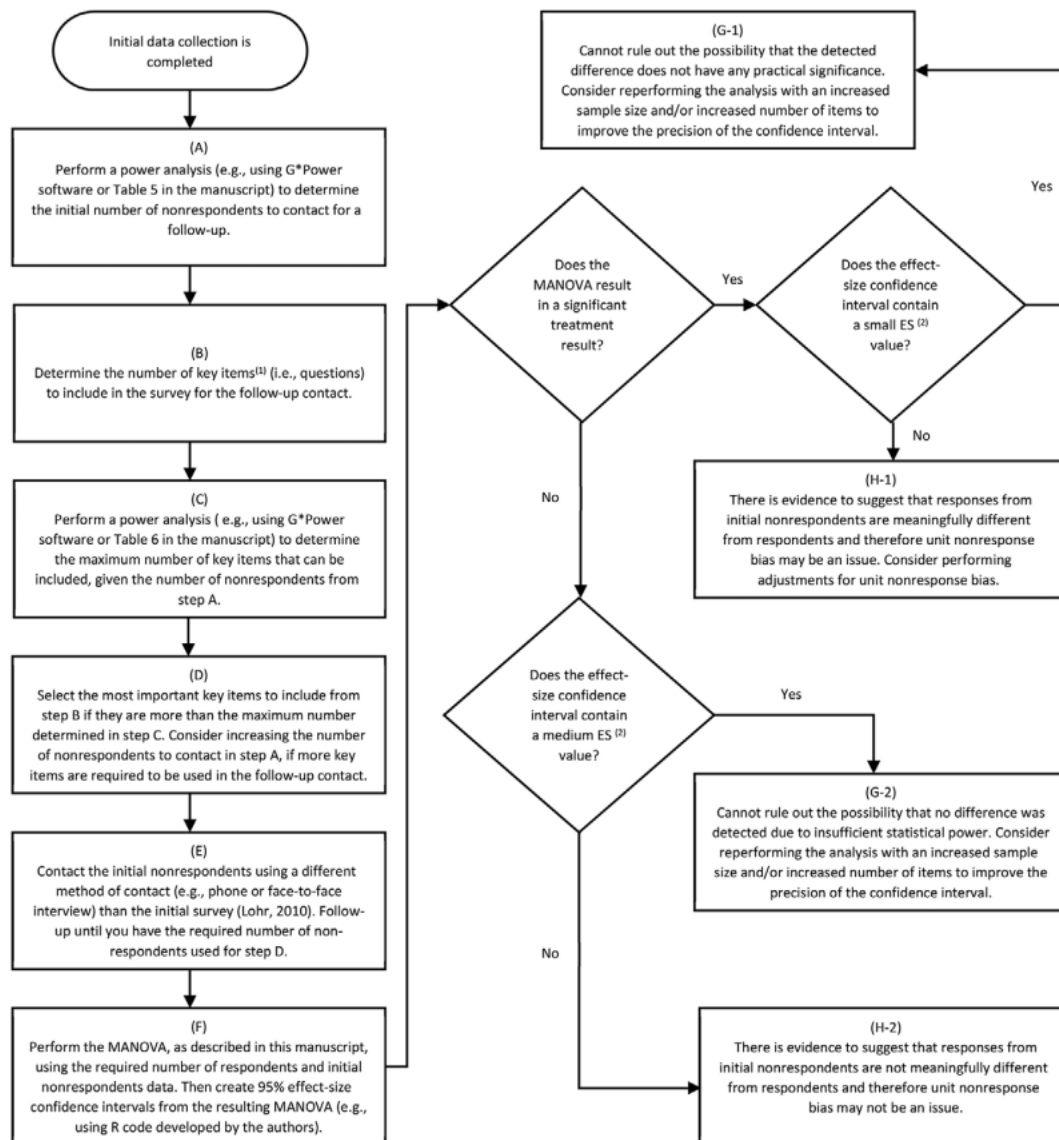 Initial data collection is
completed
(A)
Perform a power analysis (e.g., using G*Power
software or Table 5 in the manuscript) to determine
the initial number of nonrespondents to contact for a
follow-up.
(B)
Determine the number of key items(1) (i.e., questions)
to include in the survey for the follow-up contact.
(C)
Perform a power analysis ( e.g., using G*Power
software or Table 6 in the manuscript) to determine
the maximum number of key items that can be
included, given the number of nonrespondents from
step A.
(D)
Select the most important key items to include from
step B if they are more than the maximum number
determined in step C. Consider increasing the number
of nonrespondents to contact in step A, if more key
items are required to be used in the follow-up contact.
(E)
Contact the initial nonrespondents using a different
method of contact (e.g., phone or face-to-face
interview) than the initial survey (Lohr, 2010). Follow-
up until you have the required number of non-
respondents used for step D.
(F)
Perform the MANOVA, as described in this manuscript,
using the required number of respondents and initial
nonrespondents data. Then create 95% effect-size
confidence intervals from the resulting MANOVA (e.g.,
using R code developed by the authors).
(G-1)
Cannot rule out the possibility that the detected
difference does not have any practical significance.
Consider reperforming the analysis with an increased
sample size and/or increased number of items to
improve the precision of the confidence interval.
Does the
MANOVA result
in a significant
treatment
result?
Yes
Does the effect-
size confidence
interval contain
a small ES (2)
value?
Yes
No
(H-1)
There is evidence to suggest that responses from
initial nonrespondents are meaningfully different
from respondents and therefore unit nonresponse
bias may be an issue. Consider performing
adjustments for unit nonresponse bias.
No
Does the effect-
size confidence
interval contain
a medium ES (2)
value?
Yes
(G-2)
Cannot rule out the possibility that no difference was
detected due to insufficient statistical power. Consider
reperforming the analysis with an increased sample
size and/or increased number of items to improve the
precision of the confidence interval.
No
(H-2)
There is evidence to suggest that responses from
initial nonrespondents are not meaningfully different
from respondents and therefore unit nonresponse
bias may not be an issue.